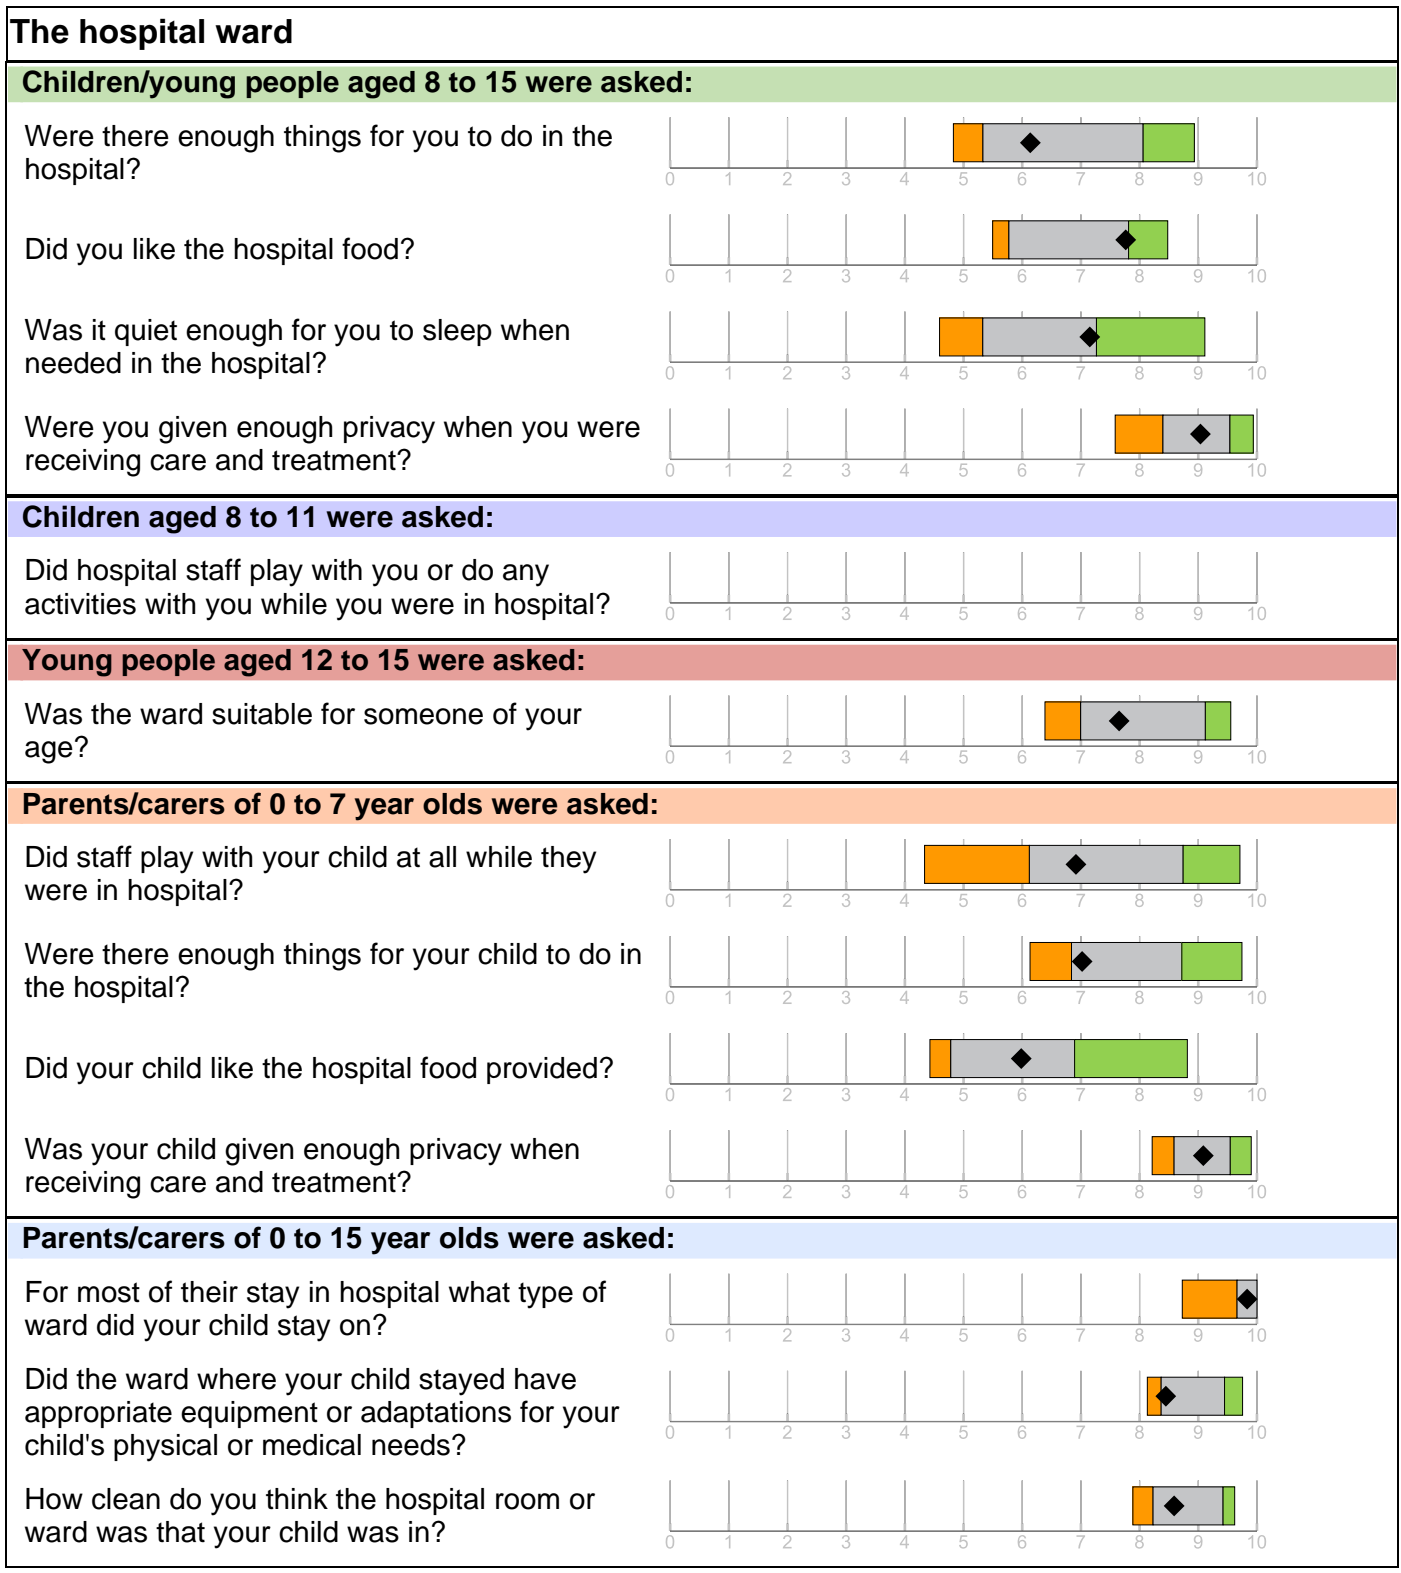 The hospital ward
Children/young people aged 8 to 15 were asked:
Were there enough things for you to do in the
hospital?
0 1 2 3 4 5 6 7 8 9 10
Did you like the hospital food?
0 1 2 3 4 5 6 7 8 9 10
Was it quiet enough for you to sleep when
needed in the hospital?
0 1 2 3 4 5 6 7 8 9 10
Were you given enough privacy when you were
receiving care and treatment?
0 1 2 3 4 5 6 7 8 9 10
Children aged 8 to 11 were asked:
Did hospital staff play with you or do any
activities with you while you were in hospital?
0 1 2 3 4 5 6 7 8 9 10
Young people aged 12 to 15 were asked:
Was the ward suitable for someone of your
age?
0 1 2 3 4 5 6 7 8 9 10
Parents/carers of 0 to 7 year olds were asked:
Did staff play with your child at all while they
were in hospital?
0 1 2 3 4 5 6 7 8 9 10
Were there enough things for your child to do in
the hospital?
0 1 2 3 4 5 6 7 8 9 10
Did your child like the hospital food provided?
0 1 2 3 4 5 6 7 8 9 10
Was your child given enough privacy when
receiving care and treatment?
0 1 2 3 4 5 6 7 8 9 10
Parents/carers of 0 to 15 year olds were asked:
For most of their stay in hospital what type of
ward did your child stay on?
0 1 2 3 4 5 6 7 8 9 10
Did the ward where your child stayed have
appropriate equipment or adaptations for your
child's physical or medical needs?
0 1 2 3 4 5 6 7 8 9 10
How clean do you think the hospital room or
ward was that your child was in?
0 1 2 3 4 5 6 7 8 9 10